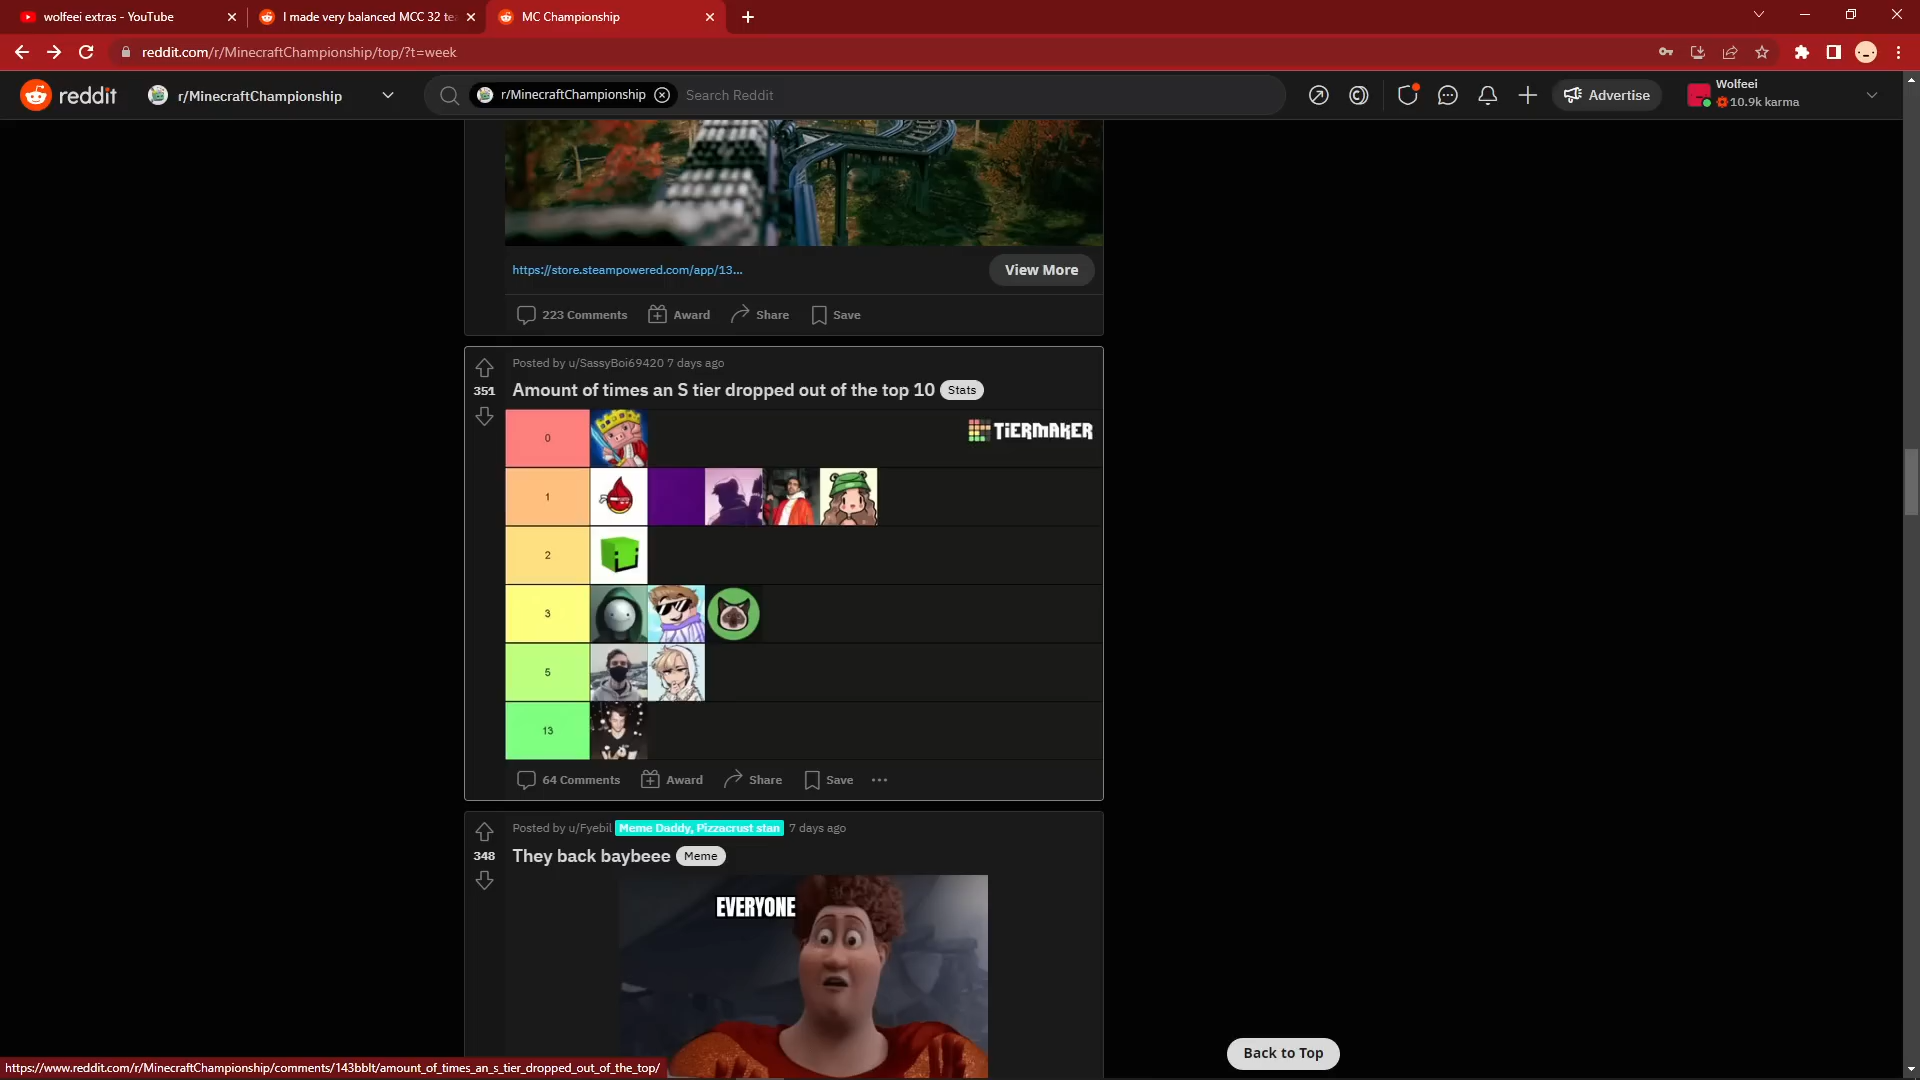 wolfeei extras - YouTube
I made very balanced MCC 32 te
MC Championship
reddit.com/r/MinecraftChampionship/top/?t=week
reddit
r/MinecraftChampionship
r/MinecraftChampionship
Search Reddit
Advertise
Wolfeei
10.9k karma
https://store.steampowered.com/app/13...
View More
223 Comments
Award
Share
Save
Posted by u/SassyBoi69420 7 days ago
351
Amount of times an S tier dropped out of the top 10
Stats
TIERMAKER
0
1
2
3
5
13
64 Comments
Award
Share
Save
Posted by u/Fyebil
Meme Daddy, Pizzacrust stan
7 days ago
348
They back baybeee
Meme
EVERYONE
Back to Top
https://www.reddit.com/r/MinecraftChampionship/comments/143bblt/amount_of_times_an_s_tier_dropped_out_of_the_top/